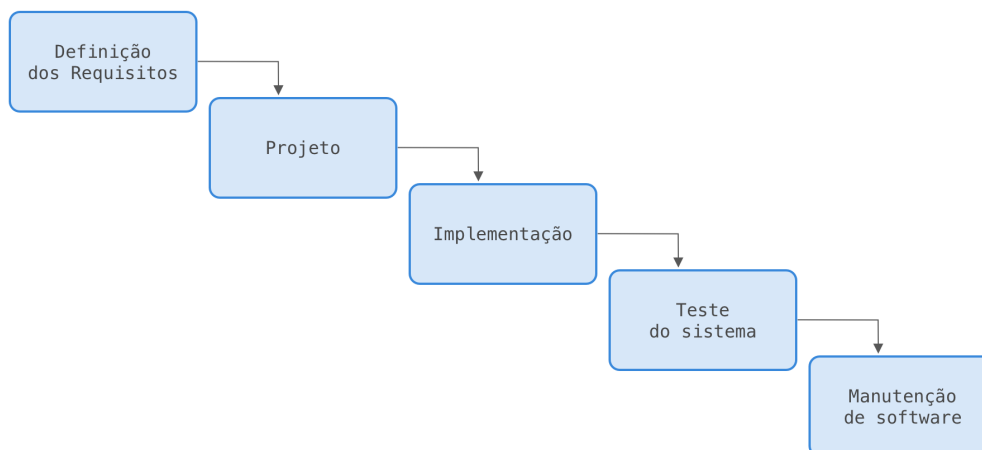 Definição
dos Requisitos
Projeto
Implementação
Teste
do sistema
Manutenção
de software